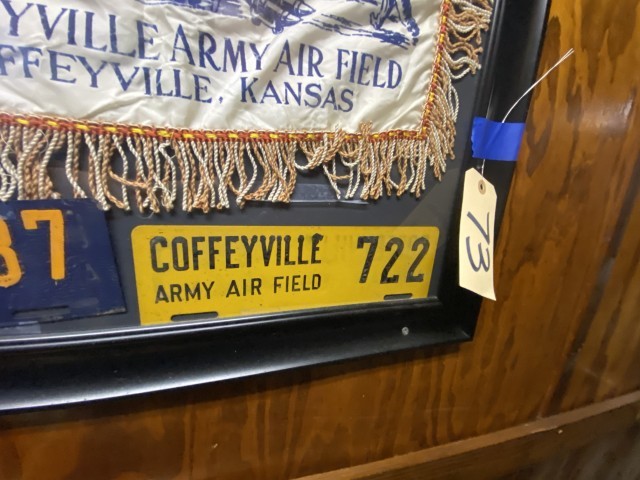 YVILLE ARMY AIR FIELD
FFEYVILLE, KANSAS
37
COFFEYVILLE 722
ARMY AIR FIELD
73